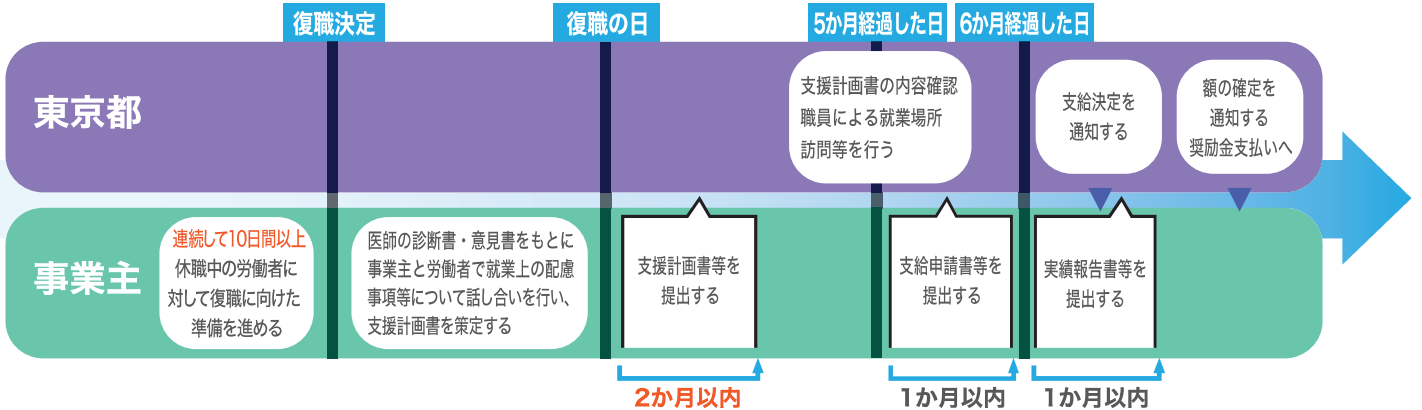 復職決定
復職の日
5か月経過した日
6か月経過した日
東京都
支援計画書の内容確認
職員による就業場所
訪問等を行う
支給決定を
通知する
額の確定を
通知する
奨励金支払いへ
事業主
連続して10日間以上
休職中の労働者に
対して復職に向けた
準備を進める
医師の診断書・意見書をもとに
事業主と労働者で就業上の配慮
事項等について話し合いを行い、
支援計画書を策定する
支援計画書等を
提出する
支給申請書等を
提出する
実績報告書等を
提出する
2か月以内
1か月以内
1か月以内